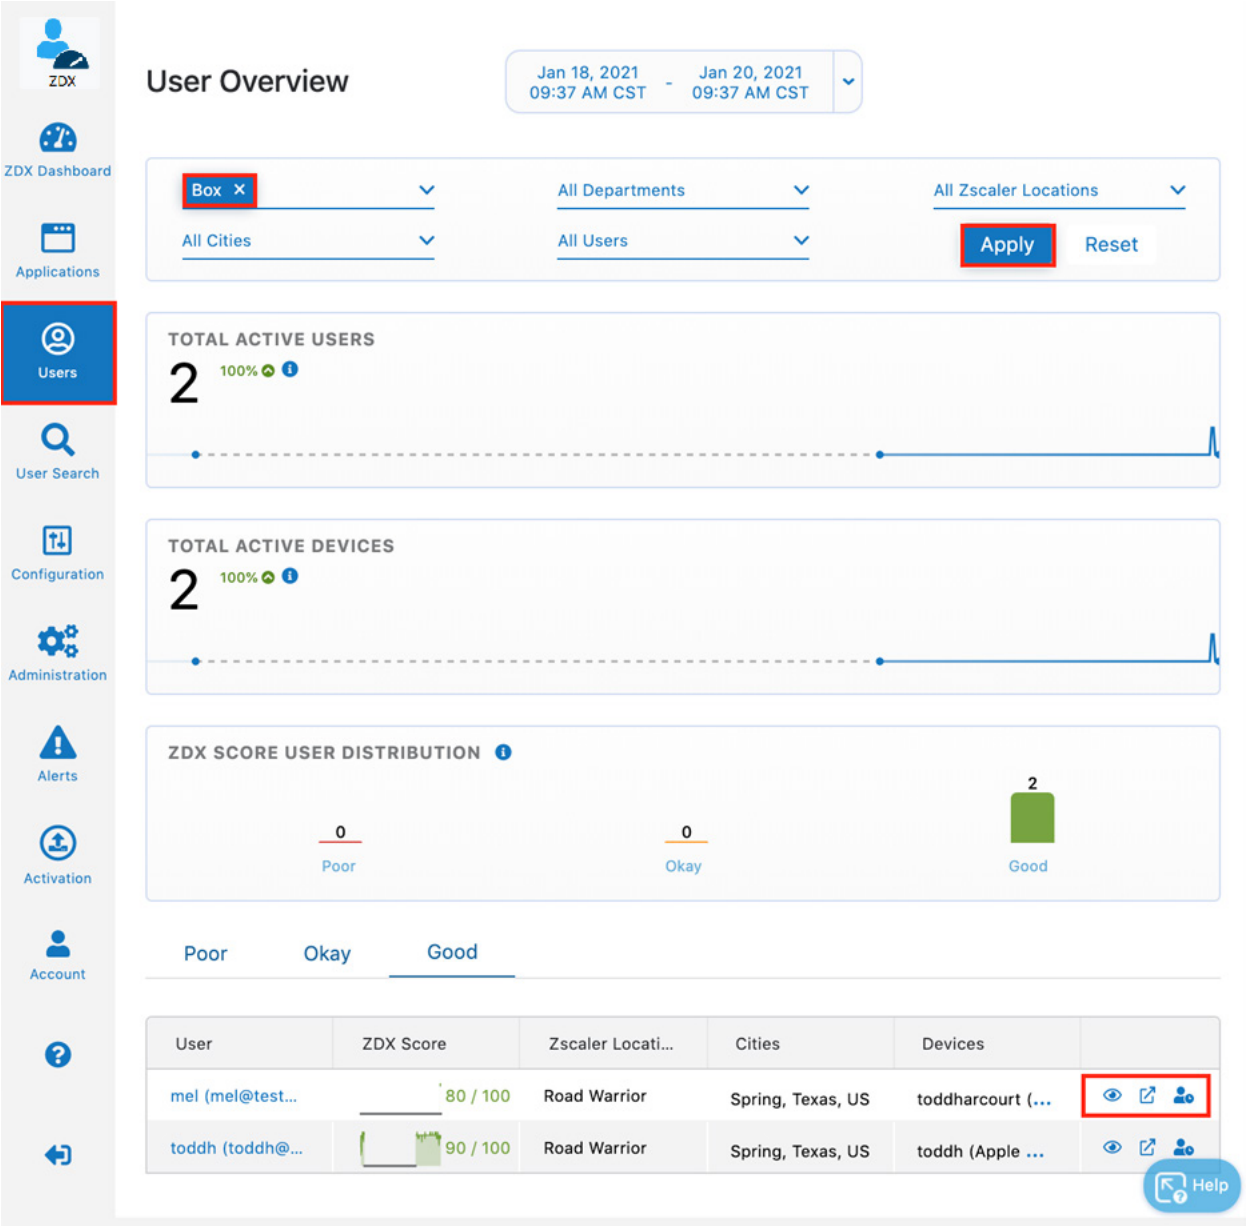 ZDX
ZDX Dashboard
Applications
Users
User Search
Configuration
Administration
Alerts
Activation
Account
User Overview
Jan 18, 2021 - Jan 20, 2021
09:37 AM CST 09:37 AM CST
Box × All Departments All Zscaler Locations
All Cities All Users Apply Reset
TOTAL ACTIVE USERS
2 100%
TOTAL ACTIVE DEVICES
2 100%
ZDX SCORE USER DISTRIBUTION
0 0 2
Poor Okay Good
Poor Okay Good
User ZDX Score Zscaler Locati... Cities Devices
mel (mel@test... 80 / 100 Road Warrior Spring, Texas, US toddharcourt (...
toddh (toddh@... 90 / 100 Road Warrior Spring, Texas, US toddh (Apple ...
Help